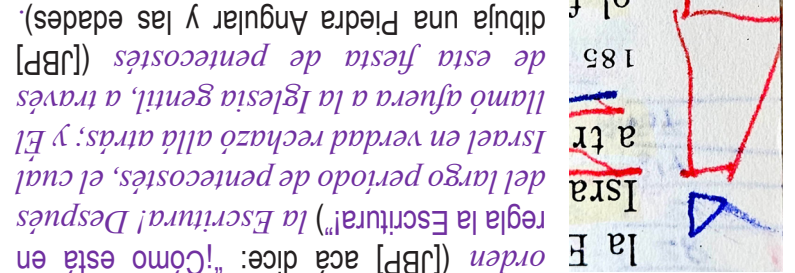 la E
Isra
a tr
185
el
orden ([JBP] acá dice: “¡Cómo está en
regla la Escritura!”) la Escritura! Después
del largo período de pentecostés, el cual
Israel en verdad rechazó allá atrás; y Él
llamó afuera a la Iglesia gentil, a través
de esta fiesta de pentecostés ([JBP]
dibuja una Piedra Angular y las edades).